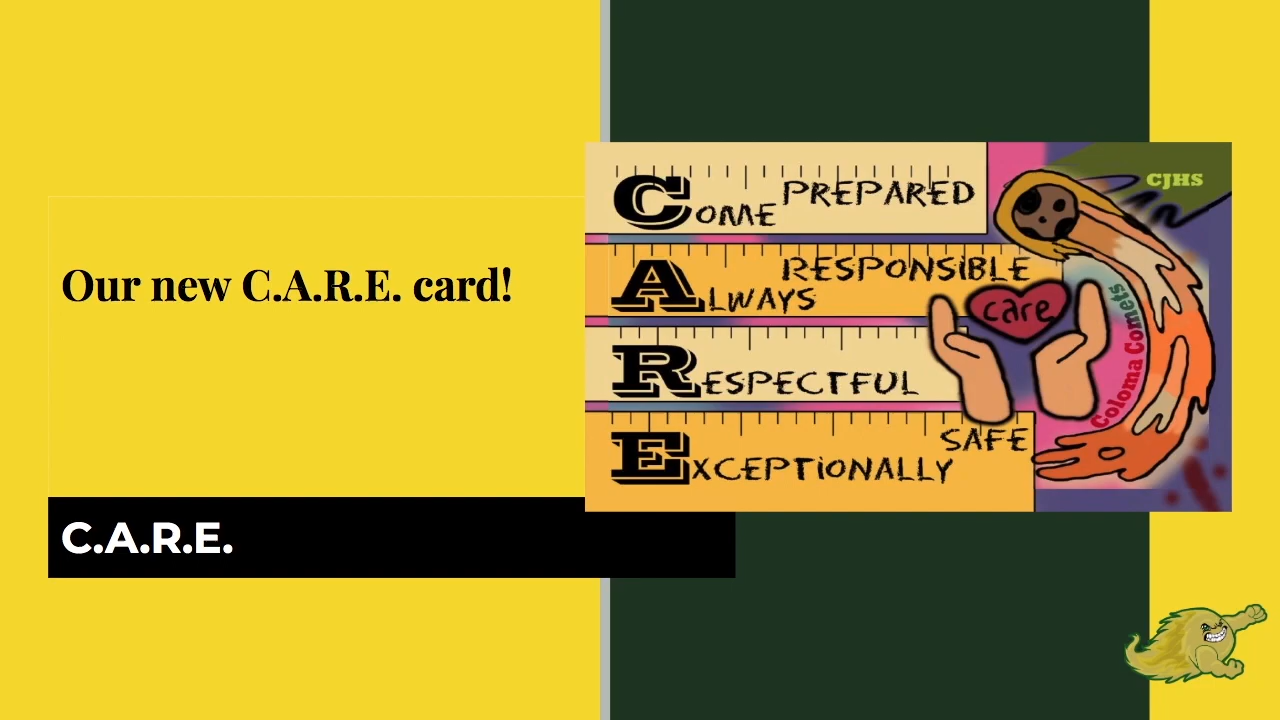 Our new C.A.R.E. card!
C.A.R.E.
COME PREPARED
ALWAYS RESPONSiBLE
RESPECTFUL
EXCEPTiONALLY SAFE
care
CJHS
Coloma Comets